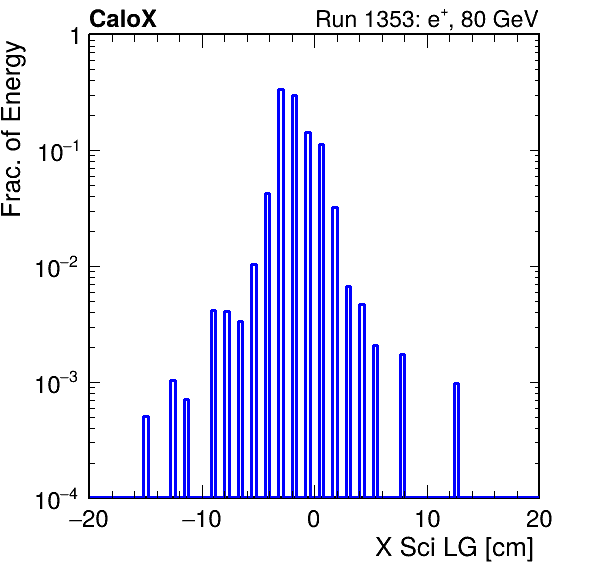 CaloX Run 1353: e⁺, 80 GeV
Frac. of Energy
1
10⁻¹
10⁻²
10⁻³
10⁻⁴
−20 −10 0 10 20
X Sci LG [cm]